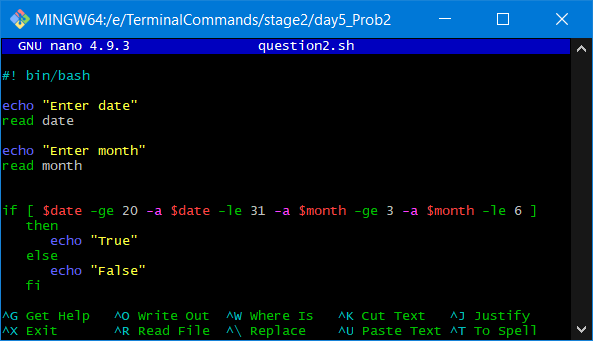 MINGW64:/e/TerminalCommands/stage2/day5_Prob2
GNU nano 4.9.3 question2.sh
#! bin/bash
echo "Enter date"
read date
echo "Enter month"
read month
if [ $date -ge 20 -a $date -le 31 -a $month -ge 3 -a $month -le 6 ]
then
echo "True"
else
echo "False"
fi
^G Get Help ^O Write Out ^W Where Is ^K Cut Text ^J Justify
^X Exit ^R Read File ^\ Replace ^U Paste Text ^T To Spell